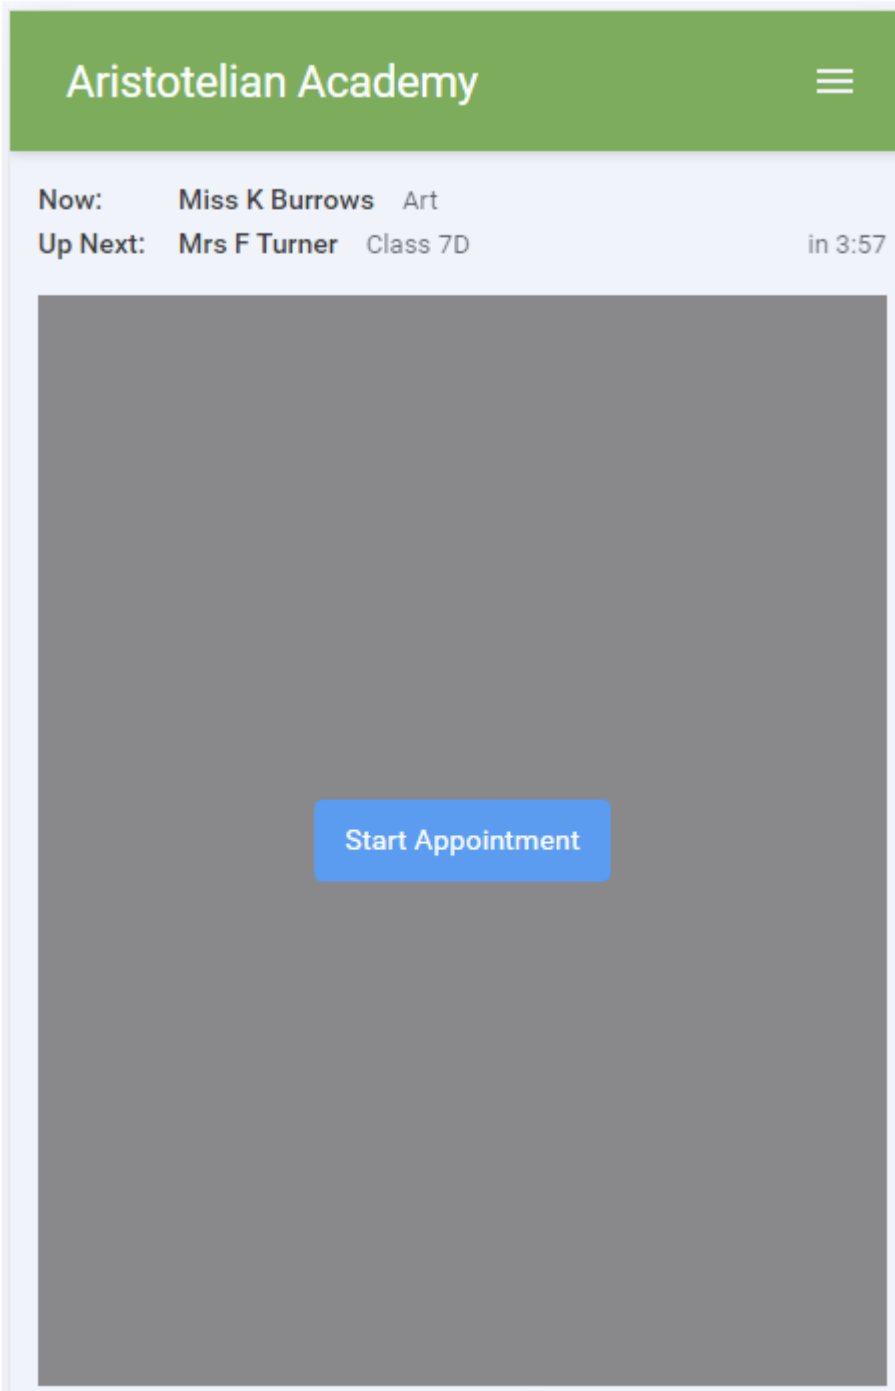 Aristotelian Academy
Now: Miss K Burrows Art
Up Next: Mrs F Turner Class 7D in 3:57
Start Appointment